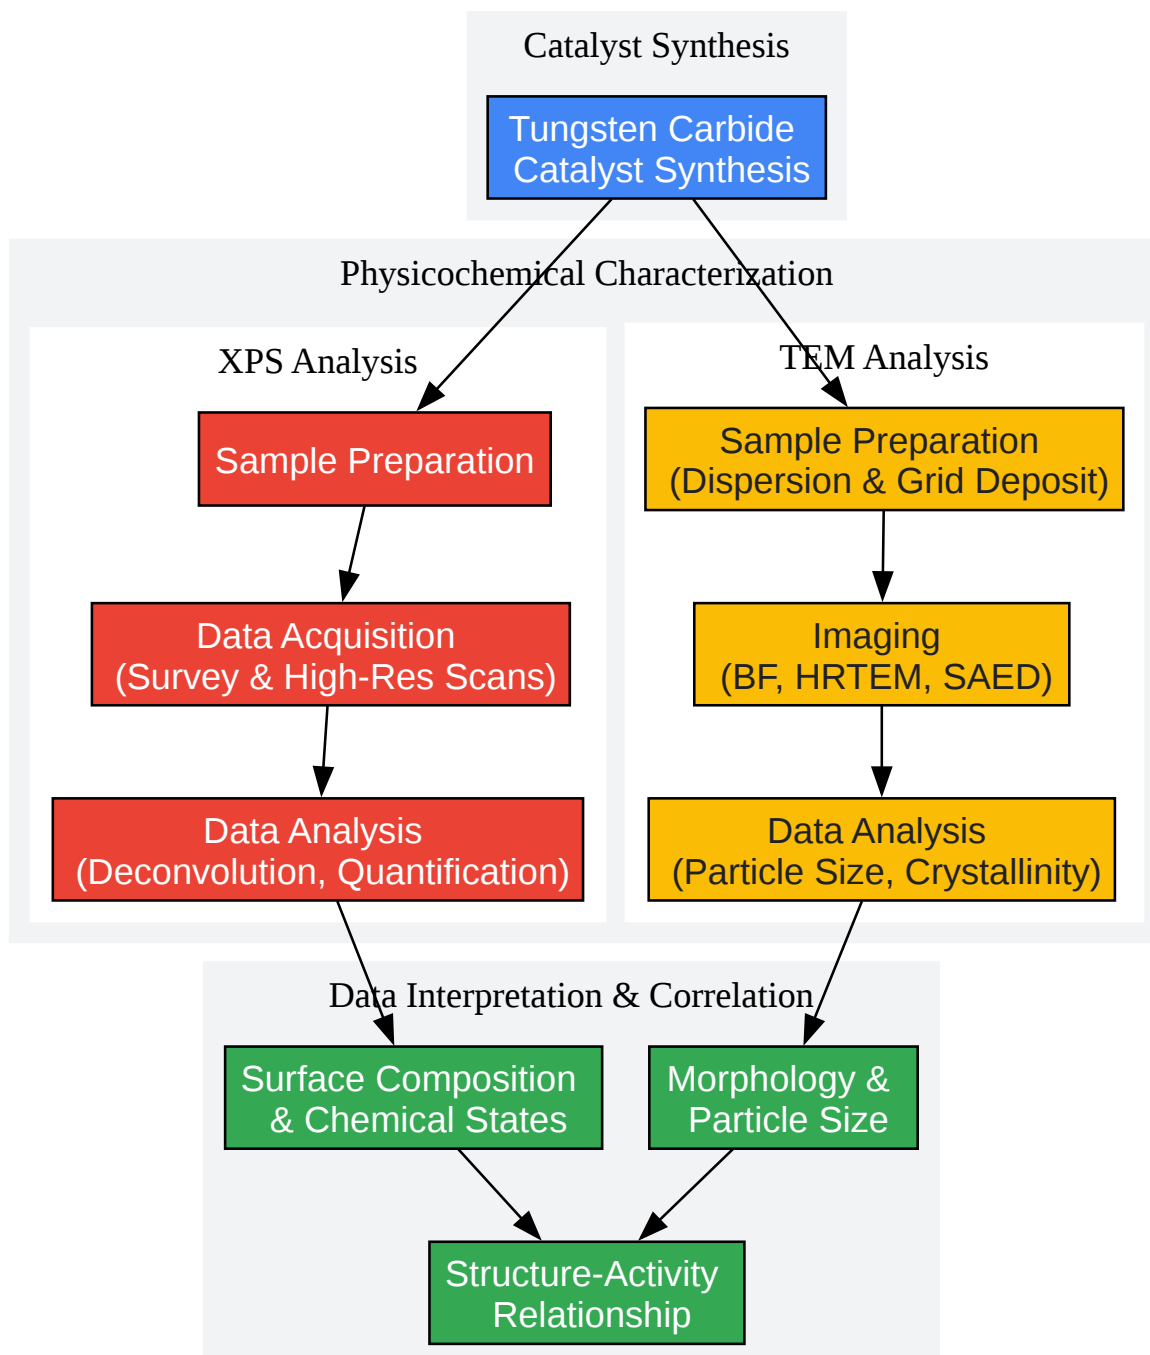 Catalyst Synthesis
Tungsten Carbide
Catalyst Synthesis
Physicochemical Characterization
XPS Analysis
Sample Preparation
Data Acquisition
(Survey & High-Res Scans)
Data Analysis
(Deconvolution, Quantification)
TEM Analysis
Sample Preparation
(Dispersion & Grid Deposit)
Imaging
(BF, HRTEM, SAED)
Data Analysis
(Particle Size, Crystallinity)
Data Interpretation & Correlation
Surface Composition
& Chemical States
Morphology &
Particle Size
Structure-Activity
Relationship